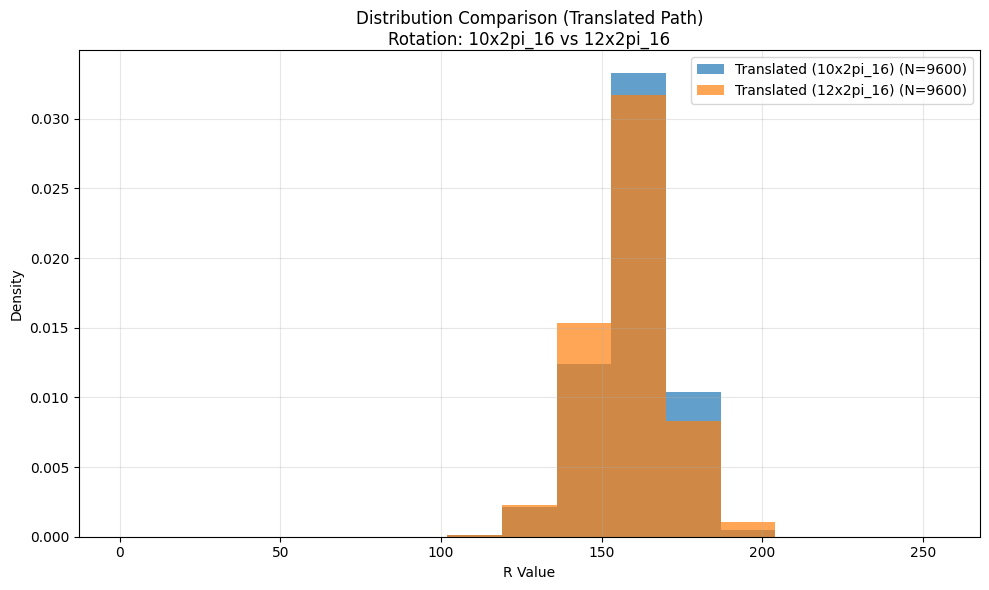 Distribution Comparison (Translated Path)
Rotation: 10x2pi_16 vs 12x2pi_16
Translated (10x2pi_16) (N=9600)
Translated (12x2pi_16) (N=9600)
Density
0.030
0.025
0.020
0.015
0.010
0.005
0.000
0 50 100 150 200 250
R Value